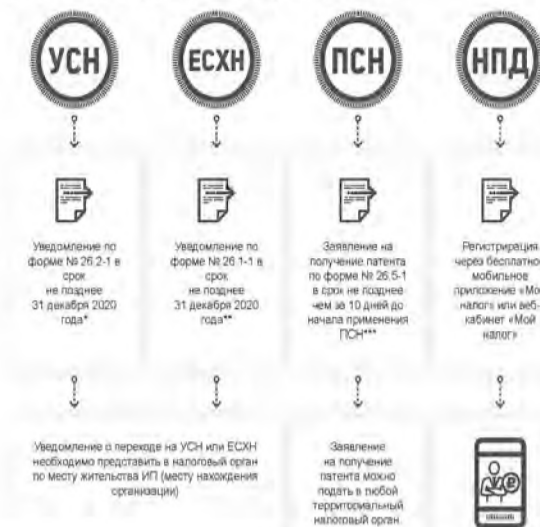 УСН
ЕСХН
ПСН
НПД
Уведомление по
форме № 26.2-1 в
срок
не позднее
31 декабря 2020
года*
Уведомление по
форме № 26.1-1 в
срок
не позднее
31 декабря 2020
года**
Заявление на
получение патента
по форме № 26.5-1
в срок не позднее
чем за 10 дней до
начала применения
ПСН***
Регистрирация
через бесплатно
мобильное
приложение «Мо
налог» или веб-
кабинет «Мой
налог»
Уведомление о переходе на УСН или ЕСХН
необходимо представить в налоговый орган
по месту жительства ИП (месту нахождения
организации)
Заявление
на получение
патента можно
подать в любой
территориальный
налоговый орган.